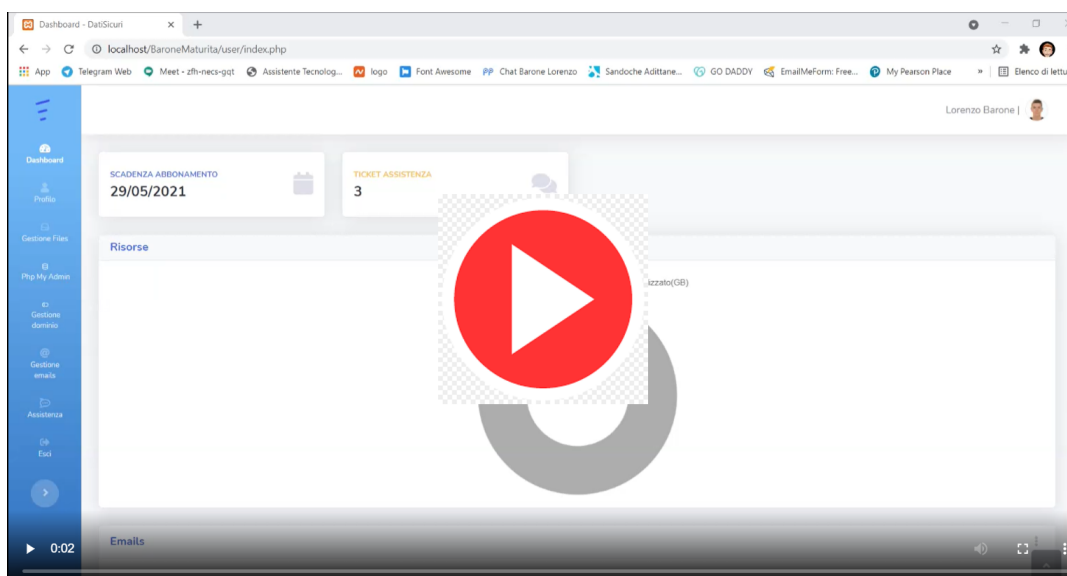 Dashboard - DatiSicuri
localhost/BaroneMaturita/user/index.php
App Telegram Web Meet - zfh-necs-gqt Assistente Tecnolog... logo Font Awesome Chat Barone Lorenzo Sandoche Adittane... GO DADDY EmailMeForm: Free... My Pearson Place » Elenco di lettu
Lorenzo Barone |
Dashboard
Profilo
Gestione Files
Php My Admin
Gestione
dominio
Gestione
emails
Assistenza
Esci
SCADENZA ABBONAMENTO
29/05/2021
TICKET ASSISTENZA
3
Risorse
izzato(GB)
Emails
0:02